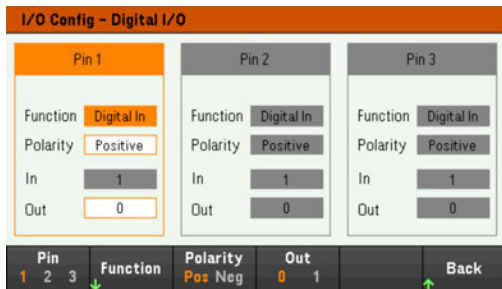 I/O Config - Digital I/O
Pin 1
Function Digital In
Polarity Positive
In 1
Out 0
Pin 2
Function Digital In
Polarity Positive
In 1
Out 0
Pin 3
Function Digital In
Polarity Positive
In 1
Out 0
Pin
1 2 3
Function
Polarity
Pos Neg
Out
0 1
Back